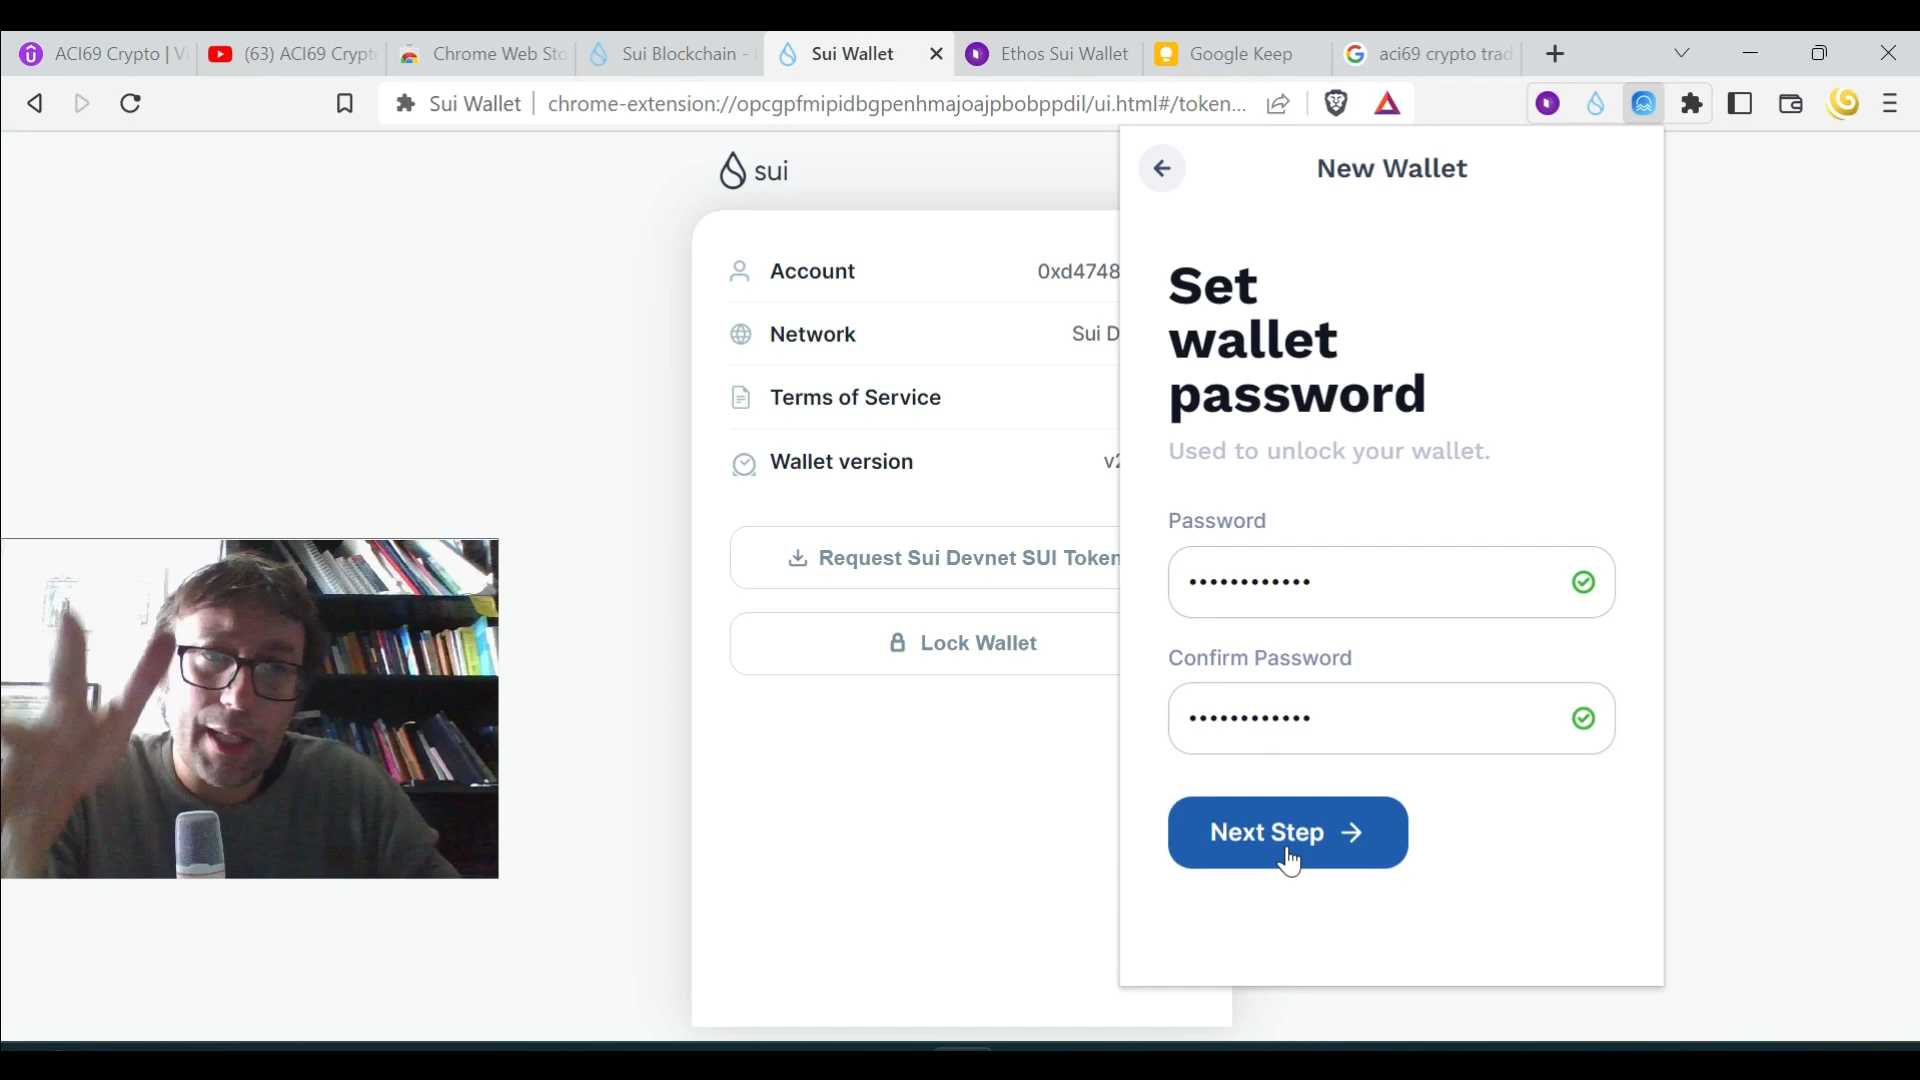 ACI69 Crypto | Vi
(63) ACI69 Crypt
Chrome Web Sto
Sui Blockchain -
Sui Wallet
Ethos Sui Wallet
Google Keep
aci69 crypto trad
Sui Wallet
chrome-extension://opcgpfmipidbgpenhmajoajpbobppdil/ui.html#/token...
sui
Account 0xd4748
Network Sui D
Terms of Service
Wallet version v2
Request Sui Devnet SUI Token
Lock Wallet
New Wallet
Set
wallet
password
Used to unlock your wallet.
Password
••••••••••••
Confirm Password
••••••••••••
Next Step